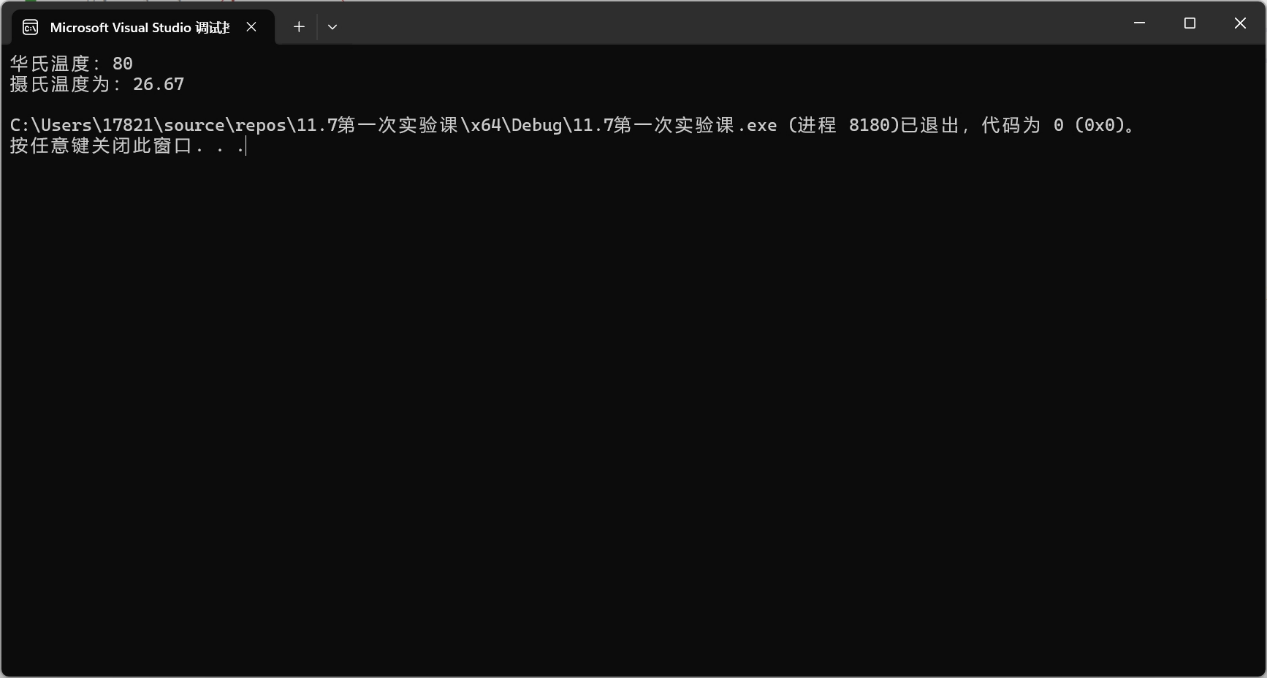 Microsoft Visual Studio 调试
华氏温度：80
摄氏温度为：26.67
C:\Users\17821\source\repos\11.7第一次实验课\x64\Debug\11.7第一次实验课.exe (进程 8180)已退出，代码为 0 (0x0)。
按任意键关闭此窗口. . .